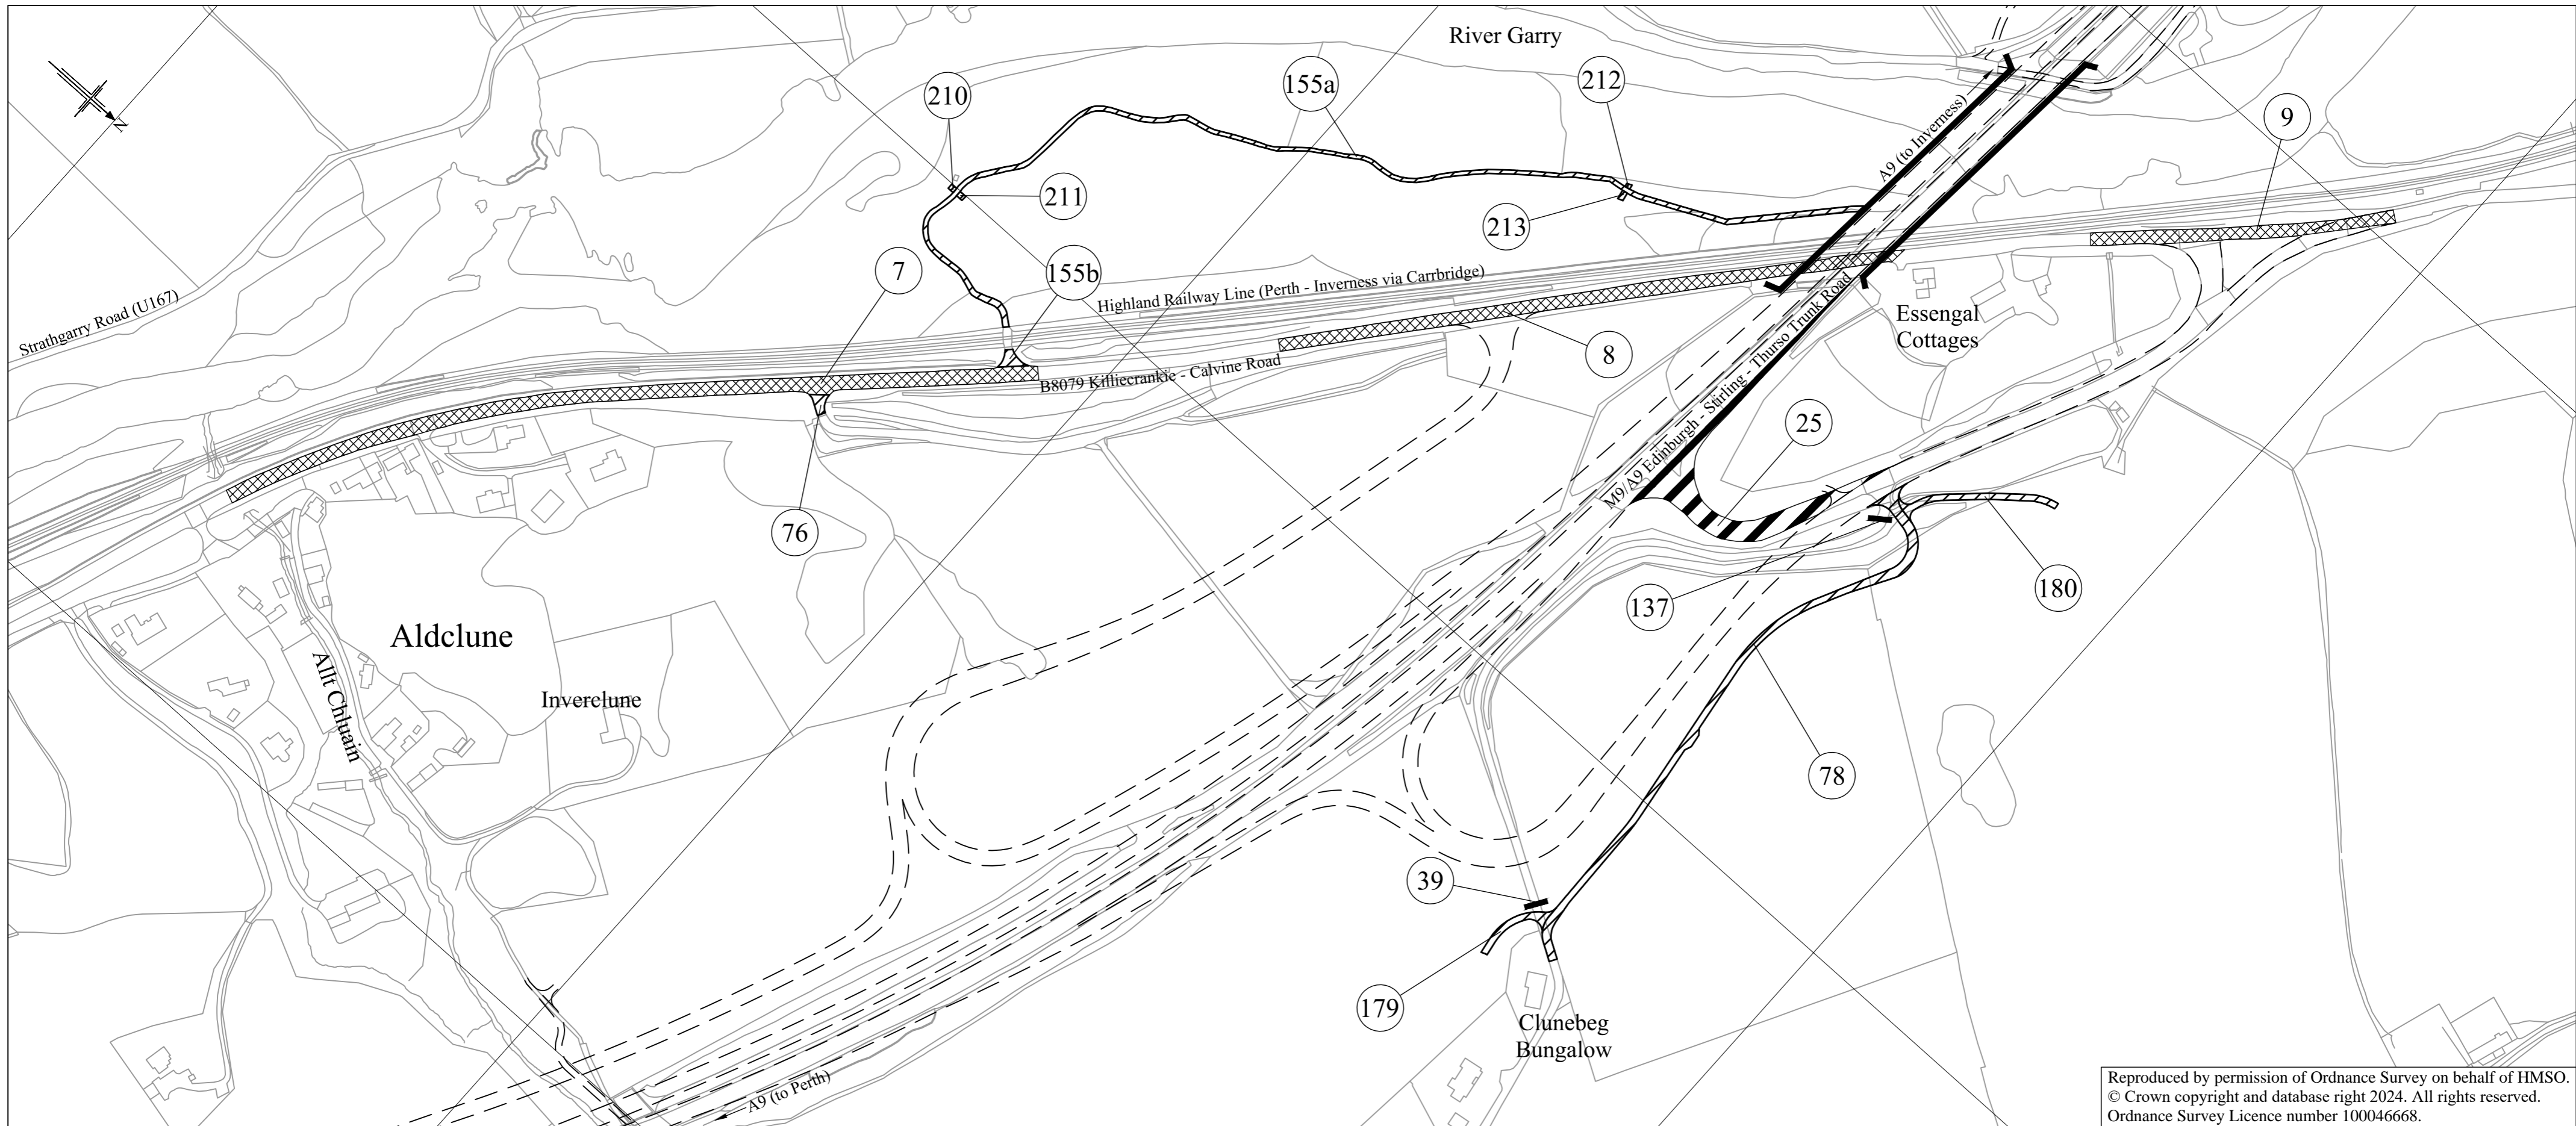 River Garry
N
210
155a
212
9
A9 (to Inverness)
211
213
7
155b
Highland Railway Line (Perth - Inverness via Carrbridge)
Strathgarry Road (U167)
Essengal
Cottages
8
B8079 Killiecrankie - Calvine Road
M9/A9 Edinburgh - Stirling - Thurso Trunk Road
25
76
137
180
Aldclune
Allt Chluain
Inverclune
78
39
179
Clunebeg
Bungalow
A9 (to Perth)
Reproduced by permission of Ordnance Survey on behalf of HMSO.
© Crown copyright and database right 2024. All rights reserved.
Ordnance Survey Licence number 100046668.